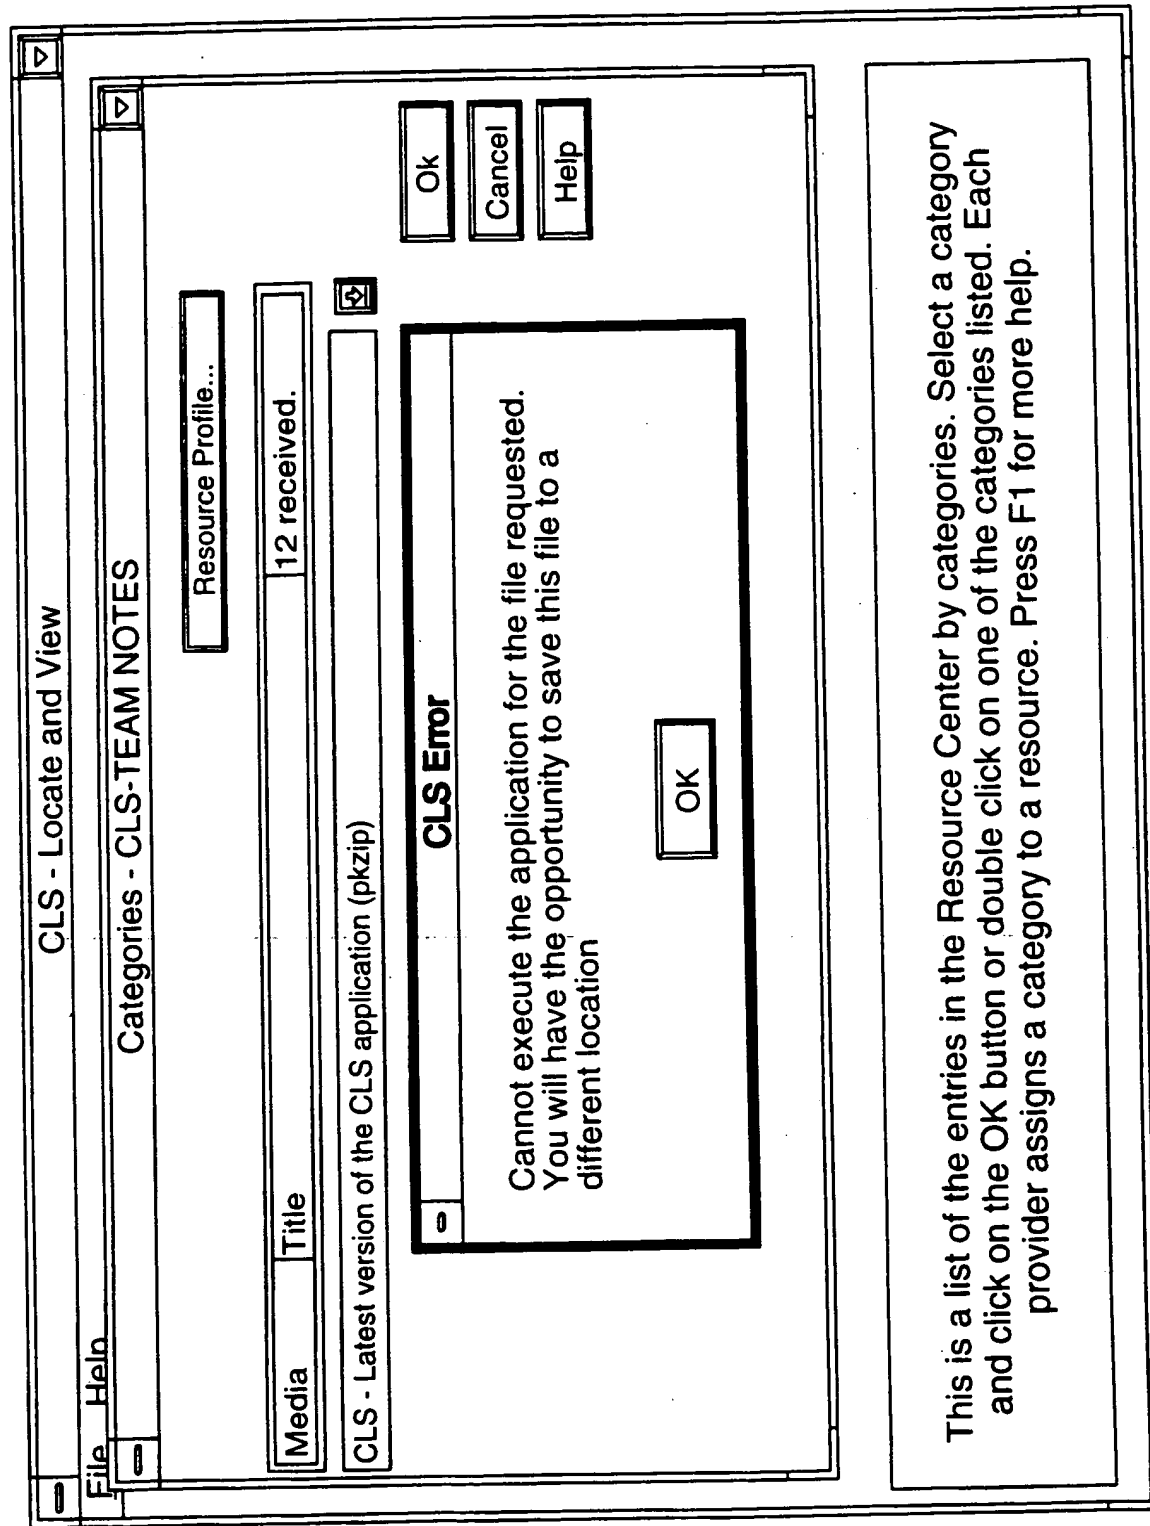 CLS - Locate and View
File Help
Categories - CLS-TEAM NOTES
Resource Profile...
Media Title 12 received.
CLS - Latest version of the CLS application (pkzip)
Ok
Cancel
Help
CLS Error
Cannot execute the application for the file requested.
You will have the opportunity to save this file to a
different location
OK
This is a list of the entries in the Resource Center by categories. Select a category
and click on the OK button or double click on one of the categories listed. Each
provider assigns a category to a resource. Press F1 for more help.